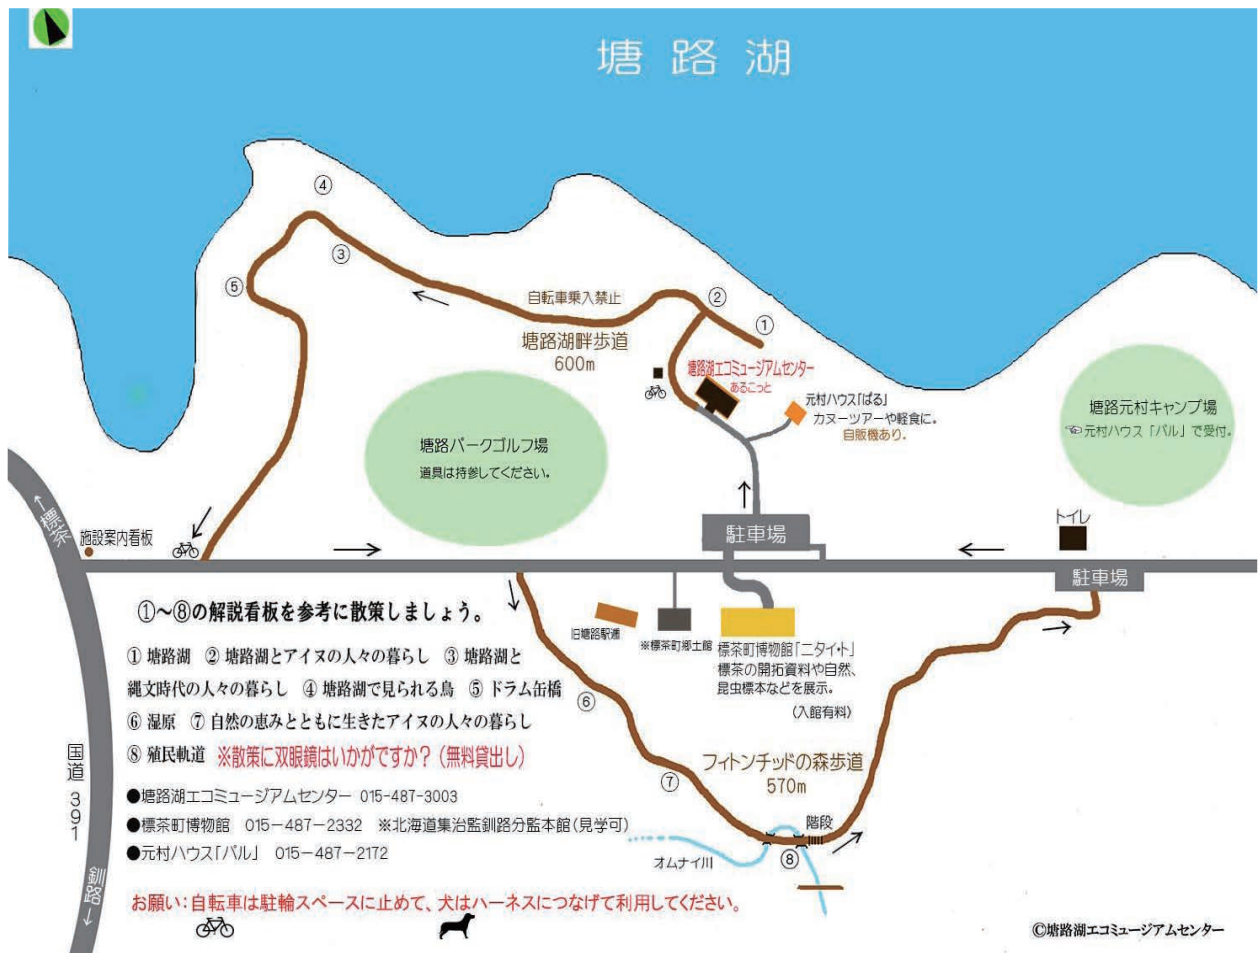 塘路湖
④
③
⑤
自転車乗入禁止
②
①
塘路湖畔歩道
600m
塘路湖エコミュージアムセンター
あるこっと
元村ハウス「ぱる」
カヌーツアーや軽食に。
自販機あり。
塘路元村キャンプ場
☜元村ハウス「パル」で受付。
塘路パークゴルフ場
道具は持参してください。
←標茶
施設案内看板
駐車場
トイレ
駐車場
①～⑧の解説看板を参考に散策しましょう。
① 塘路湖 ② 塘路湖とアイヌの人々の暮らし ③ 塘路湖と
縄文時代の人々の暮らし ④ 塘路湖で見られる鳥 ⑤ ドラム缶橋
⑥ 湿原 ⑦ 自然の恵みとともに生きたアイヌの人々の暮らし
⑧ 殖民軌道 ※散策に双眼鏡はいかがですか？（無料貸出し）
●塘路湖エコミュージアムセンター 015-487-3003
●標茶町博物館 015－487－2332 ※北海道集治監釧路分監本館（見学可）
●元村ハウス「パル」 015－487－2172
旧塘路駅逓
※標茶町郷土館
標茶町博物館「ニタイ・ト」
標茶の開拓資料や自然、
昆虫標本などを展示。
（入館有料）
⑥
⑦
フィトンチッドの森歩道
570m
階段
⑧
オムナイ川
国道391
釧路→
お願い：自転車は駐輪スペースに止めて、犬はハーネスにつなげて利用してください。
©塘路湖エコミュージアムセンター